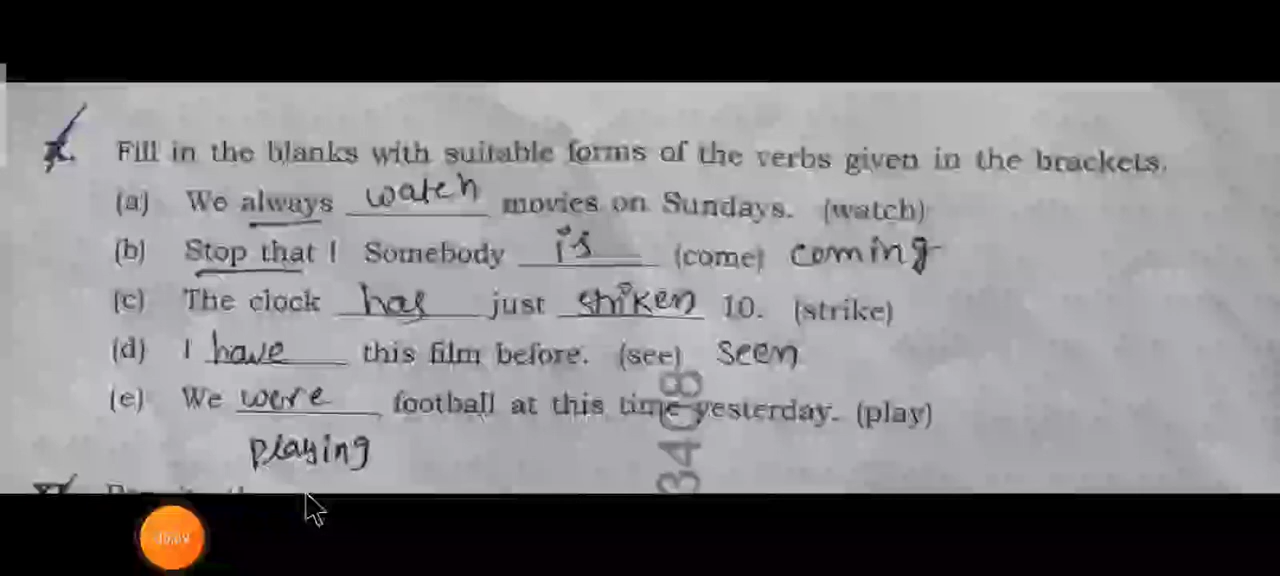 Fill in the blanks with suitable forms of the verbs given in the brackets.
(a) We always watch movies on Sundays. (watch)
(b) Stop that ! Somebody is (come) coming
(c) The clock has just striken 10. (strike)
(d) I have this film before. (see) seen
(e) We were football at this time yesterday. (play)
playing
3408